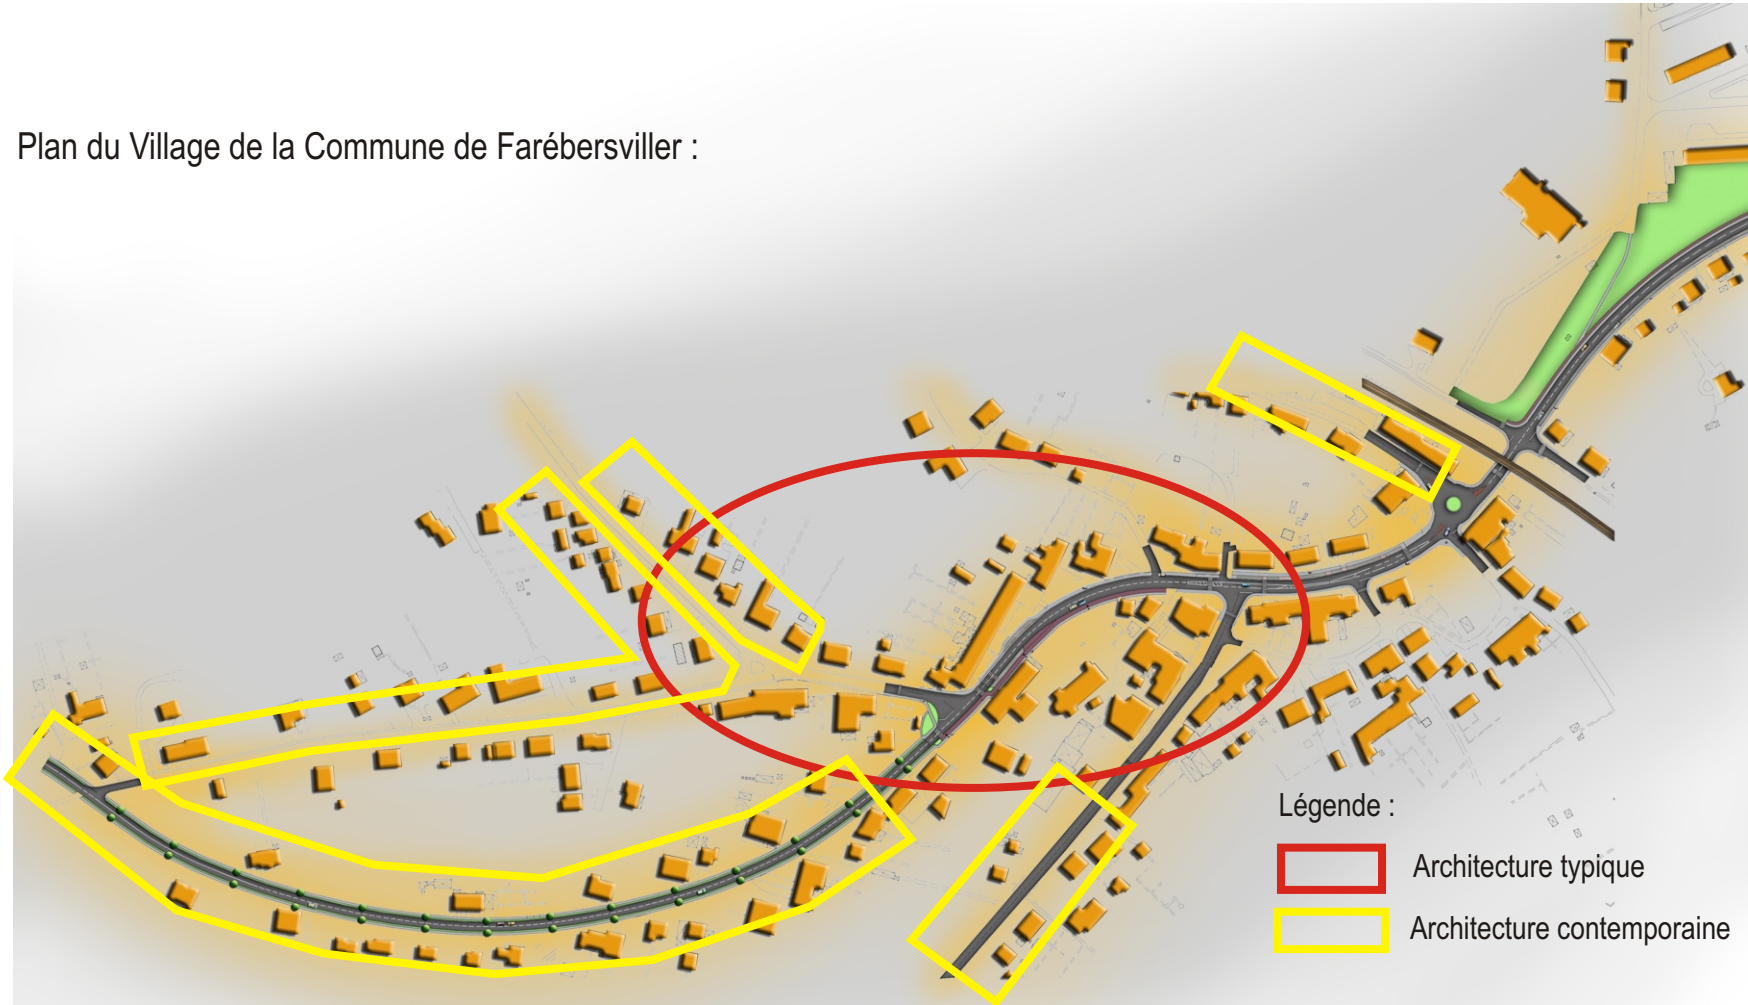 Plan du Village de la Commune de Farébersviller :
Légende :
Architecture typique
Architecture contemporaine